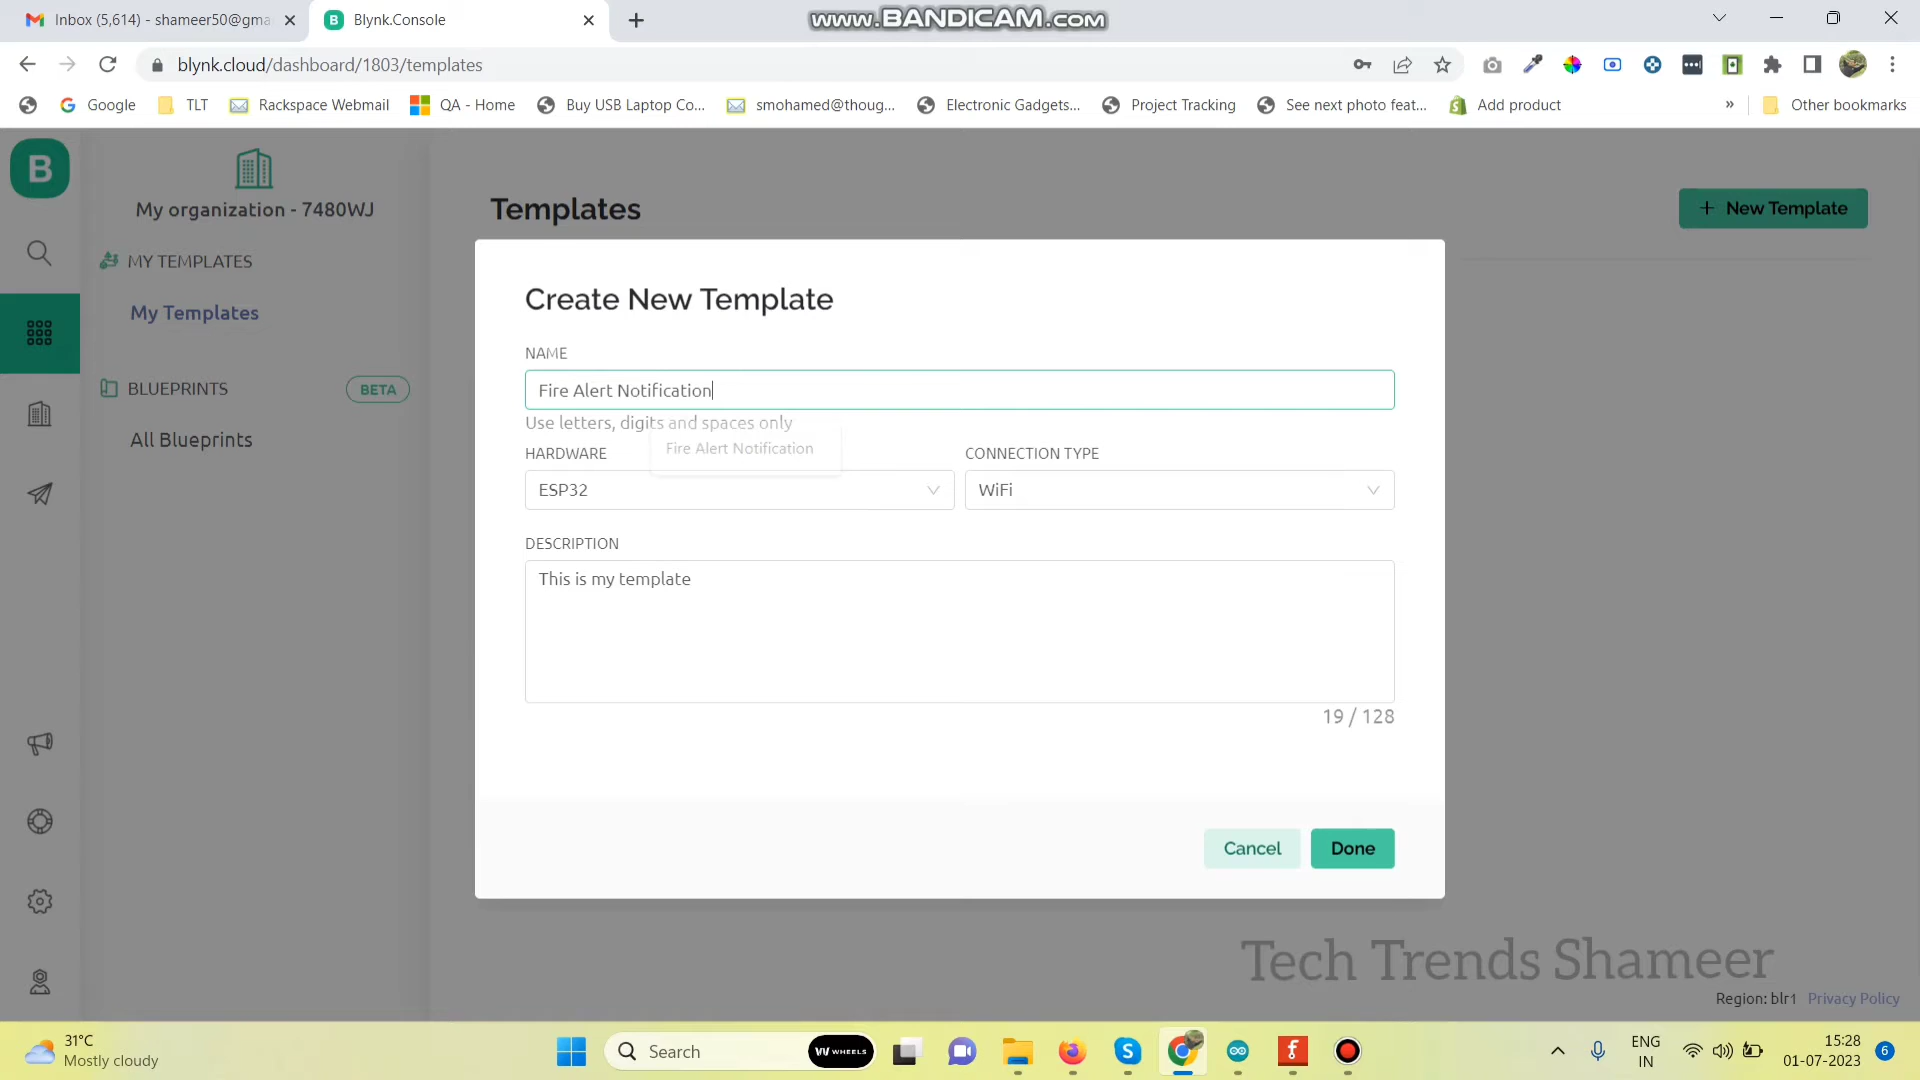 Inbox (5,614) - shameer50@gma
Blynk.Console
www.BANDICAM.com
blynk.cloud/dashboard/1803/templates
Google
TLT
Rackspace Webmail
QA - Home
Buy USB Laptop Co...
smohamed@thoug...
Electronic Gadgets...
Project Tracking
See next photo feat...
Add product
»
Other bookmarks
B
My organization - 7480WJ
MY TEMPLATES
My Templates
BLUEPRINTS
BETA
All Blueprints
Templates
+ New Template
Create New Template
NAME
Fire Alert Notification
Use letters, digits and spaces only
Fire Alert Notification
HARDWARE
CONNECTION TYPE
ESP32
WiFi
DESCRIPTION
This is my template
19 / 128
Cancel
Done
Tech Trends Shameer
Region: blr1 Privacy Policy
31°C
Mostly cloudy
Search
WHEELS
ENG
IN
15:28
01-07-2023
6